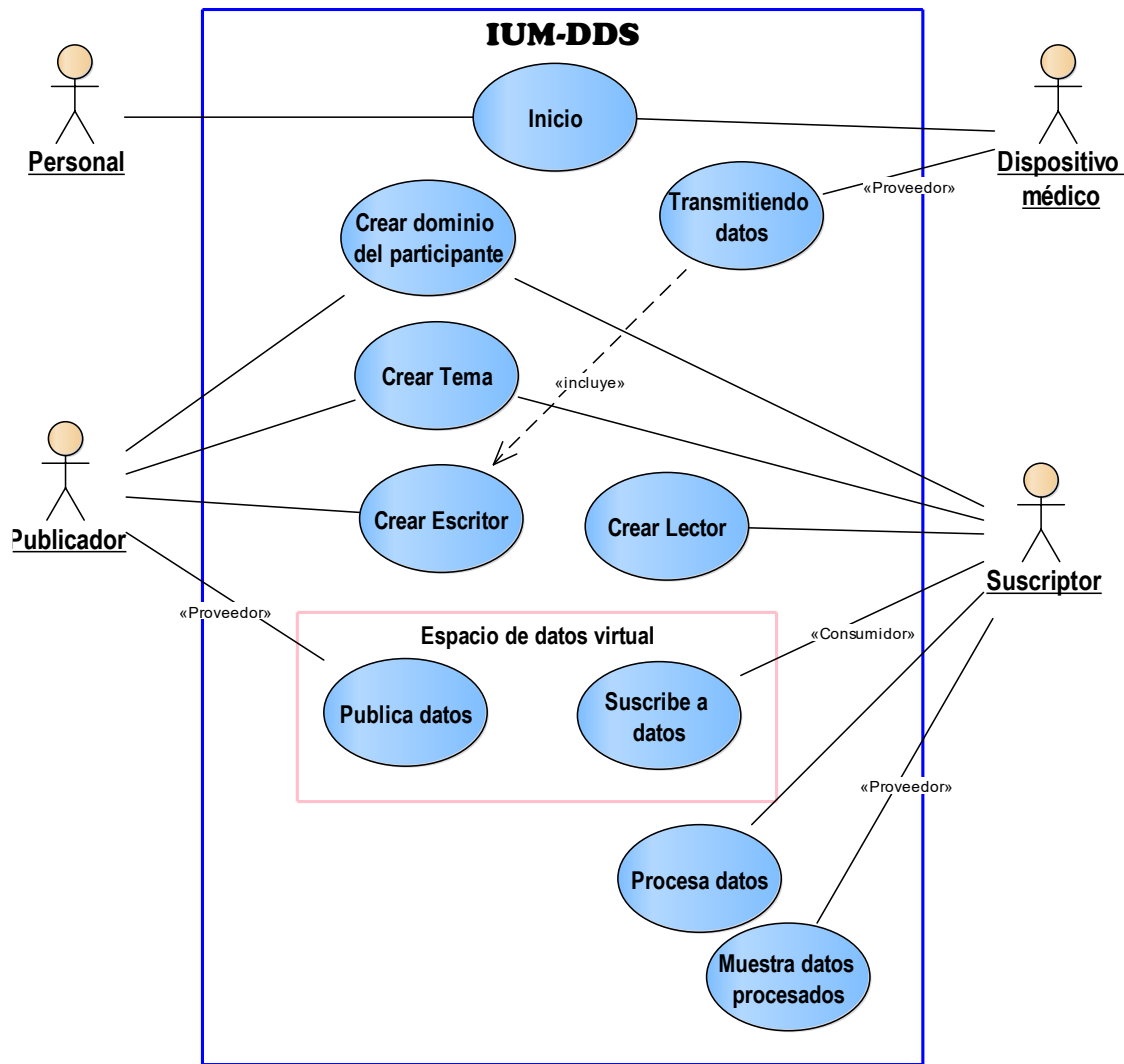 IUM-DDS
Personal
Inicio
Dispositivo
médico
«Proveedor»
Transmitiendo
datos
Crear dominio
del participante
Crear Tema
«incluye»
Publicador
Crear Escritor
Crear Lector
Suscriptor
«Proveedor»
Espacio de datos virtual
«Consumidor»
Publica datos
Suscribe a
datos
«Proveedor»
Procesa datos
Muestra datos
procesados